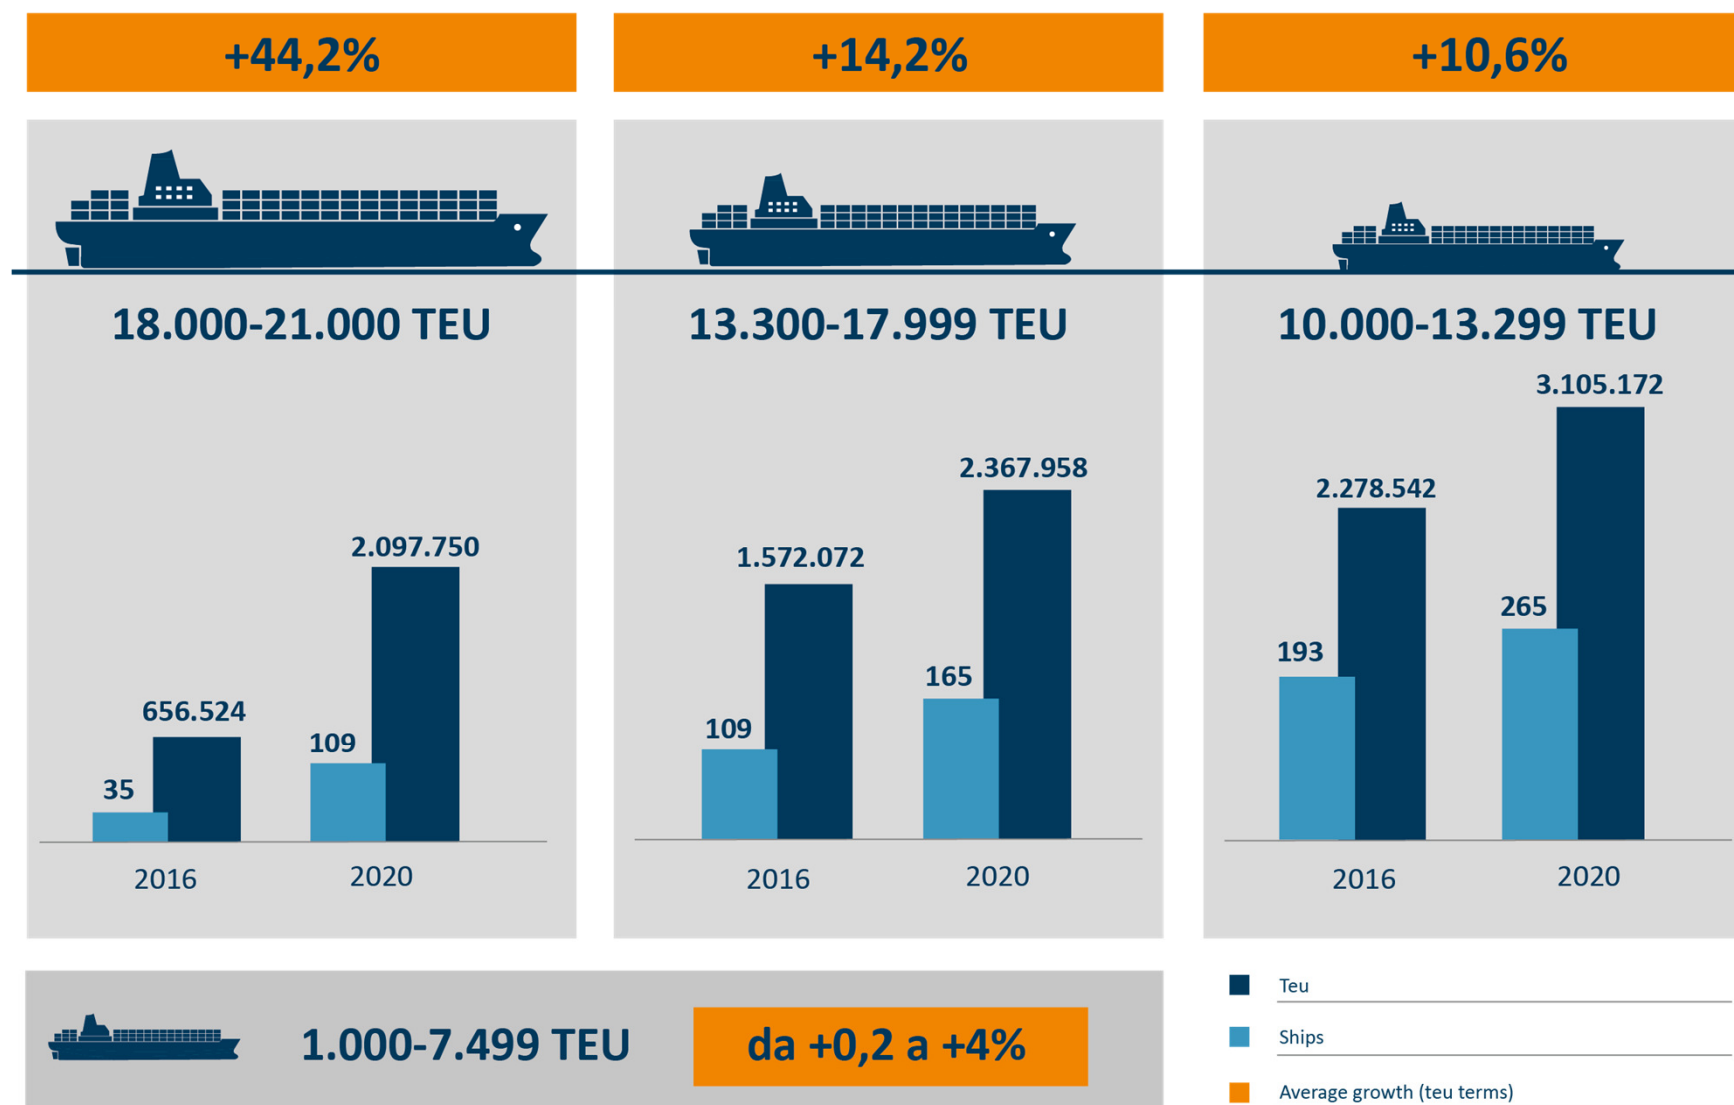 +44,2%
+14,2%
+10,6%
18.000-21.000 TEU
13.300-17.999 TEU
10.000-13.299 TEU
35
656.524
109
2.097.750
2016
2020
109
1.572.072
165
2.367.958
2016
2020
193
2.278.542
265
3.105.172
2016
2020
1.000-7.499 TEU
da +0,2 a +4%
Teu
Ships
Average growth (teu terms)